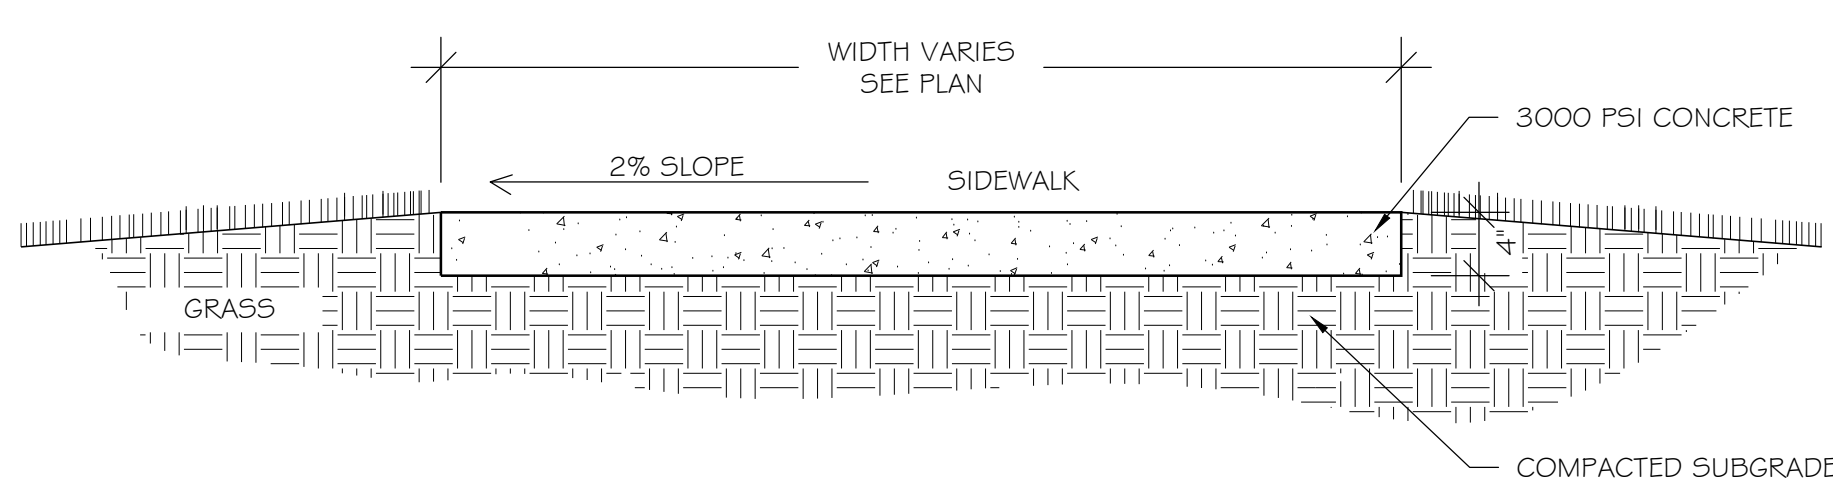 WIDTH VARIES
SEE PLAN
3000 PSI CONCRETE
2% SLOPE
SIDEWALK
4"
GRASS
COMPACTED SUBGRADE